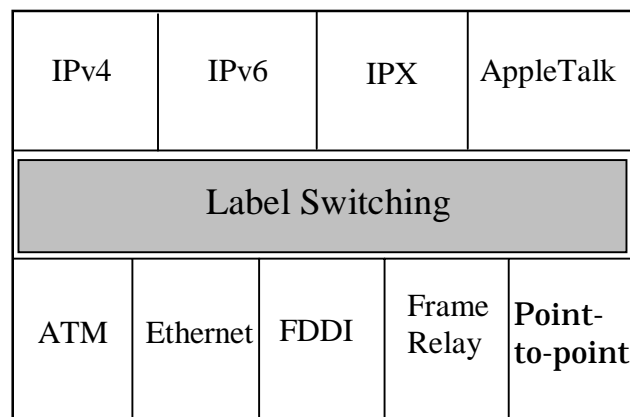 IPv4 IPv6 IPX AppleTalk
Label Switching
ATM Ethernet FDDI Frame Relay Point-to-point